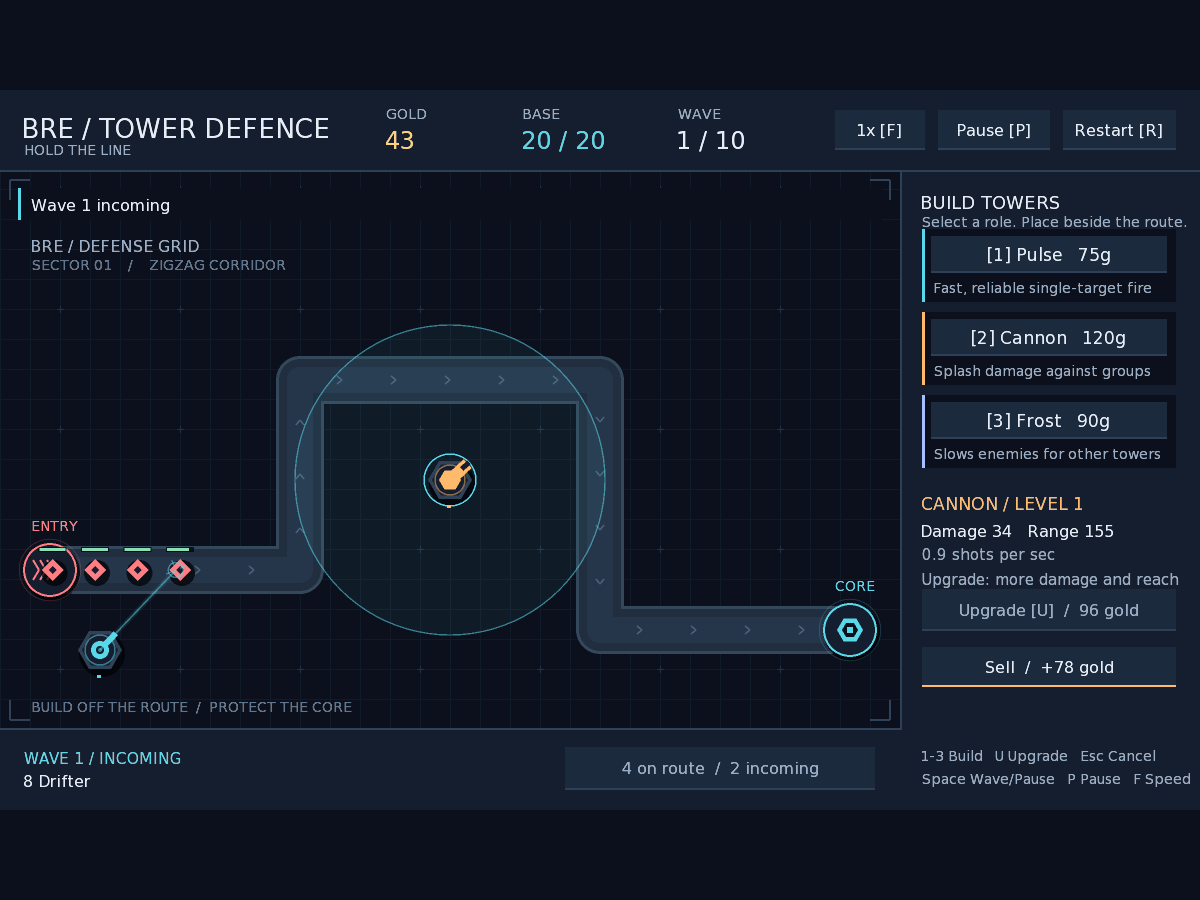 BRE / TOWER DEFENCE
HOLD THE LINE
GOLD
43
BASE
20 / 20
WAVE
1 / 10
1x [F]
Pause [P]
Restart [R]
Wave 1 incoming
BRE / DEFENSE GRID
SECTOR 01 / ZIGZAG CORRIDOR
ENTRY
CORE
BUILD OFF THE ROUTE / PROTECT THE CORE
BUILD TOWERS
Select a role. Place beside the route.
[1] Pulse 75g
Fast, reliable single-target fire
[2] Cannon 120g
Splash damage against groups
[3] Frost 90g
Slows enemies for other towers
CANNON / LEVEL 1
Damage 34 Range 155
0.9 shots per sec
Upgrade: more damage and reach
Upgrade [U] / 96 gold
Sell / +78 gold
WAVE 1 / INCOMING
8 Drifter
4 on route / 2 incoming
1-3 Build U Upgrade Esc Cancel
Space Wave/Pause P Pause F Speed